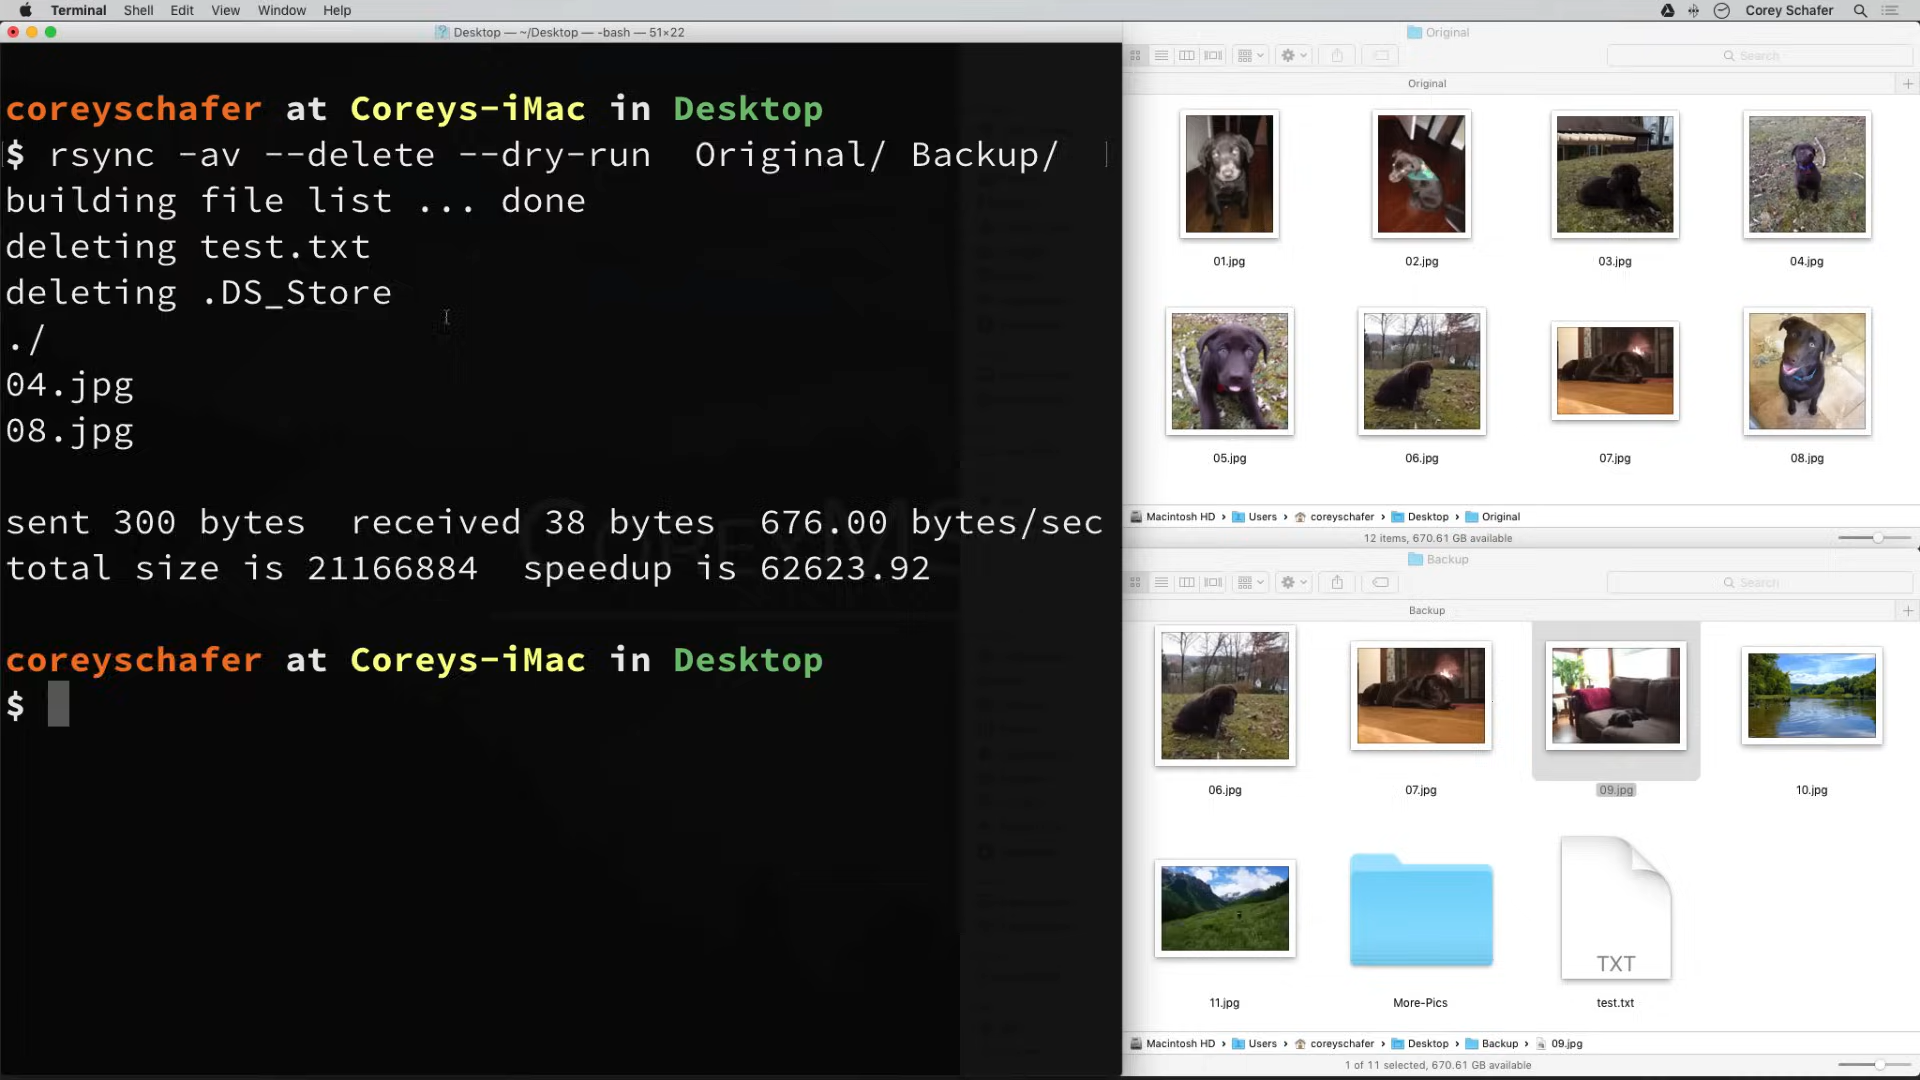 Terminal Shell Edit View Window Help
Corey Schafer
Desktop — ~/Desktop — -bash — 51×22
coreyschafer at Coreys-iMac in Desktop
$ rsync -av --delete --dry-run  Original/ Backup/
building file list ... done
deleting test.txt
deleting .DS_Store
./
04.jpg
08.jpg
sent 300 bytes  received 38 bytes  676.00 bytes/sec
total size is 21166884  speedup is 62623.92
coreyschafer at Coreys-iMac in Desktop
$
Original
Search
Original
01.jpg 02.jpg 03.jpg 04.jpg
05.jpg 06.jpg 07.jpg 08.jpg
Macintosh HD › Users › coreyschafer › Desktop › Original
12 items, 670.61 GB available
Backup
Search
Backup
06.jpg 07.jpg 09.jpg 10.jpg
TXT
11.jpg More-Pics test.txt
Macintosh HD › Users › coreyschafer › Desktop › Backup › 09.jpg
1 of 11 selected, 670.61 GB available